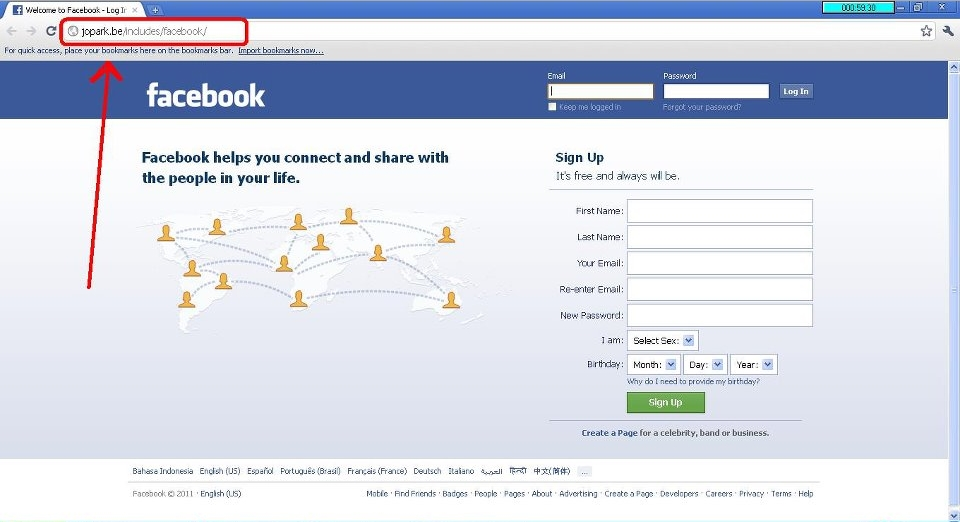 Welcome to Facebook - Log In
000:59:30
jopark.be/includes/facebook/
For quick access, place your bookmarks here on the bookmarks bar. Import bookmarks now...
facebook
Email
Password
Log In
Keep me logged in
Forgot your password?
Facebook helps you connect and share with
the people in your life.
Sign Up
It's free and always will be.
First Name:
Last Name:
Your Email:
Re-enter Email:
New Password:
I am: Select Sex:
Birthday: Month: Day: Year:
Why do I need to provide my birthday?
Sign Up
Create a Page for a celebrity, band or business.
Bahasa Indonesia English (US) Español Português (Brasil) Français (France) Deutsch Italiano العربية हिन्दी 中文(简体) ...
Facebook © 2011 · English (US)
Mobile · Find Friends · Badges · People · Pages · About · Advertising · Create a Page · Developers · Careers · Privacy · Terms · Help